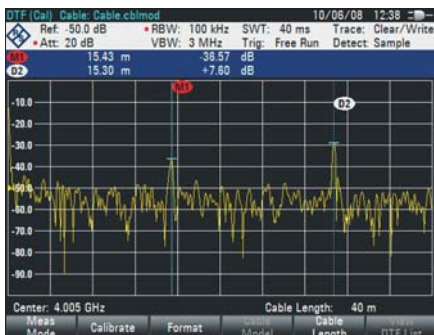 DTF (Cal) Cable: Cable.cblmod 10/06/08 12:38
Ref: -50.0 dB • RBW: 100 kHz SWT: 40 ms Trace: Clear/Write
• Att: 20 dB VBW: 3 MHz Trig: Free Run Detect: Sample
M1 15.43 m -36.57 dB
D2 15.30 m +7.60 dB
M1
D2
-10.0
-20.0
-30.0
-40.0
-50.0
-60.0
-70.0
-80.0
-90.0
Center: 4.005 GHz Cable Length: 40 m
Meas Mode
Calibrate
Format
Cable Model
Cable Length
DTF List